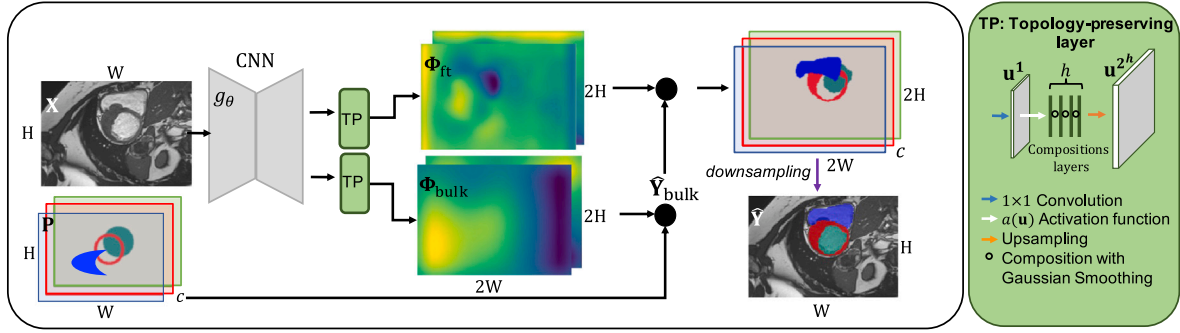 W
CNN
X
H
g_θ
TP
TP
Φ_ft
2H
Φ_bulk
2H
2W
P
H
W
c
Ŷ_bulk
2H
c
2W
downsampling
Ŷ
H
W
TP: Topology-preserving
layer
u^1
h
u^{2^h}
Compositions
layers
1×1 Convolution
a(u) Activation function
Upsampling
Composition with
Gaussian Smoothing